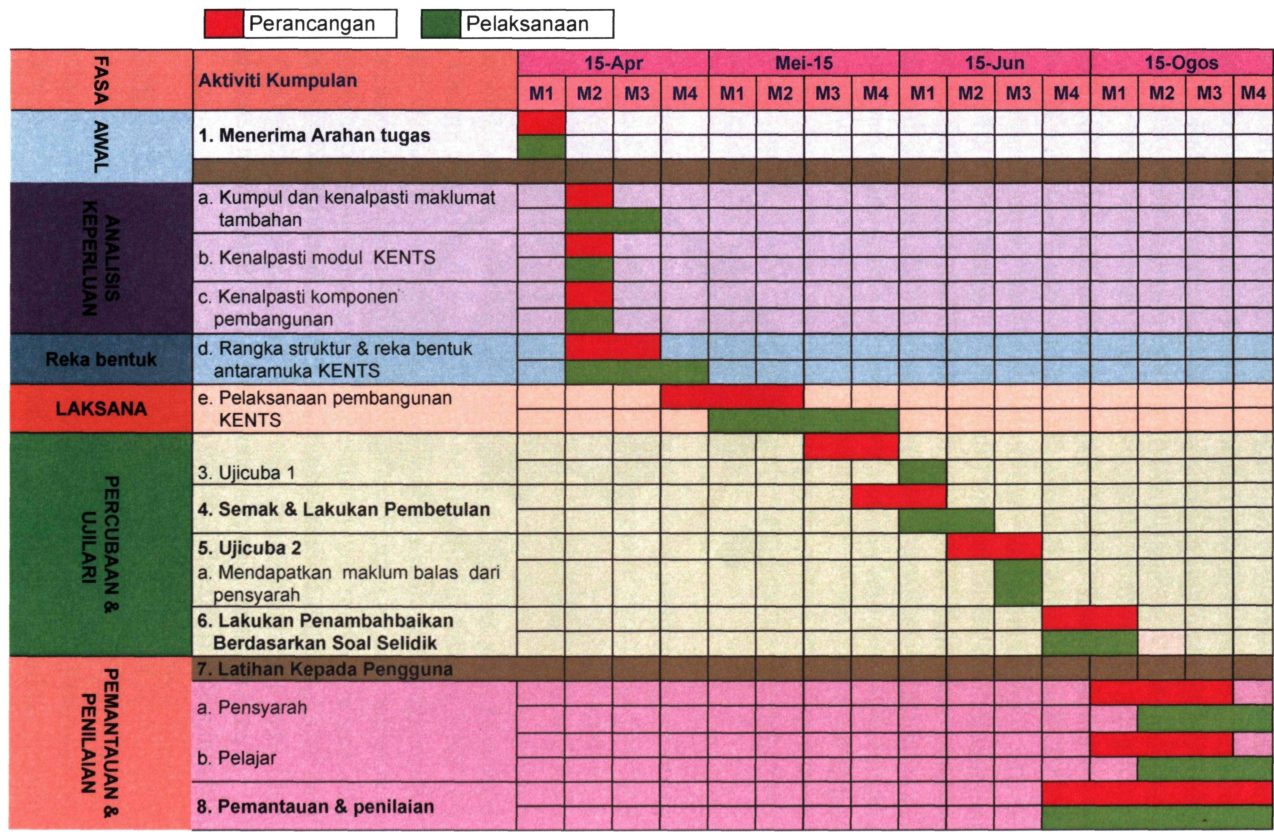 Perancangan
Pelaksanaan
FASA
Aktiviti Kumpulan
15-Apr
Mei-15
15-Jun
15-Ogos
M1 M2 M3 M4 M1 M2 M3 M4 M1 M2 M3 M4 M1 M2 M3 M4
AWAL
1. Menerima Arahan tugas
ANALISIS
KEPERLUAN
a. Kumpul dan kenalpasti maklumat
tambahan
b. Kenalpasti modul KENTS
c. Kenalpasti komponen
pembangunan
Reka bentuk
d. Rangka struktur & reka bentuk
antaramuka KENTS
LAKSANA
e. Pelaksanaan pembangunan
KENTS
PERCUBAAN &
UJILARI
3. Ujicuba 1
4. Semak & Lakukan Pembetulan
5. Ujicuba 2
a. Mendapatkan maklum balas dari
pensyarah
6. Lakukan Penambahbaikan
Berdasarkan Soal Selidik
PEMANTAUAN &
PENILAIAN
7. Latihan Kepada Pengguna
a. Pensyarah
b. Pelajar
8. Pemantauan & penilaian